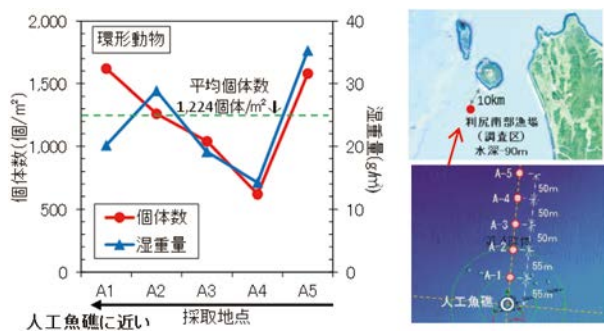 環形動物
平均個体数
1,224個体/m²↓
個体数(個/m²)
2,000
1,500
1,000
500
0
湿重量(g/m²)
40
30
20
10
0
個体数
湿重量
A1 A2 A3 A4 A5
人工魚礁に近い
採取地点
10km
利尻南部漁場
(調査区)
水深-90m
A-5
50m
A-4
50m
A-3
50m
A-2
55m
A-1
55m
人工魚礁